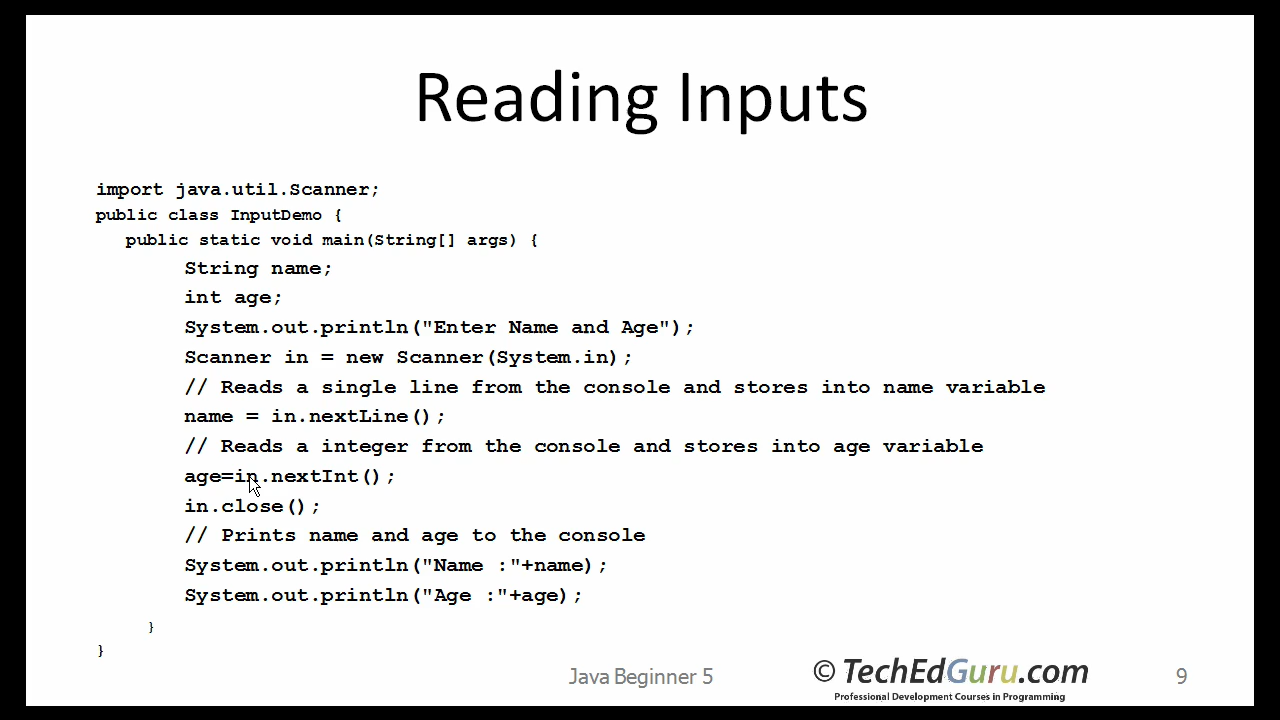 Reading Inputs
import java.util.Scanner;
public class InputDemo {
public static void main(String[] args) {
String name;
int age;
System.out.println("Enter Name and Age");
Scanner in = new Scanner(System.in);
// Reads a single line from the console and stores into name variable
name = in.nextLine();
// Reads a integer from the console and stores into age variable
age=in.nextInt();
in.close();
// Prints name and age to the console
System.out.println("Name :"+name);
System.out.println("Age :"+age);
}
}
Java Beginner 5
© TechEdGuru.com
Professional Development Courses in Programming
9